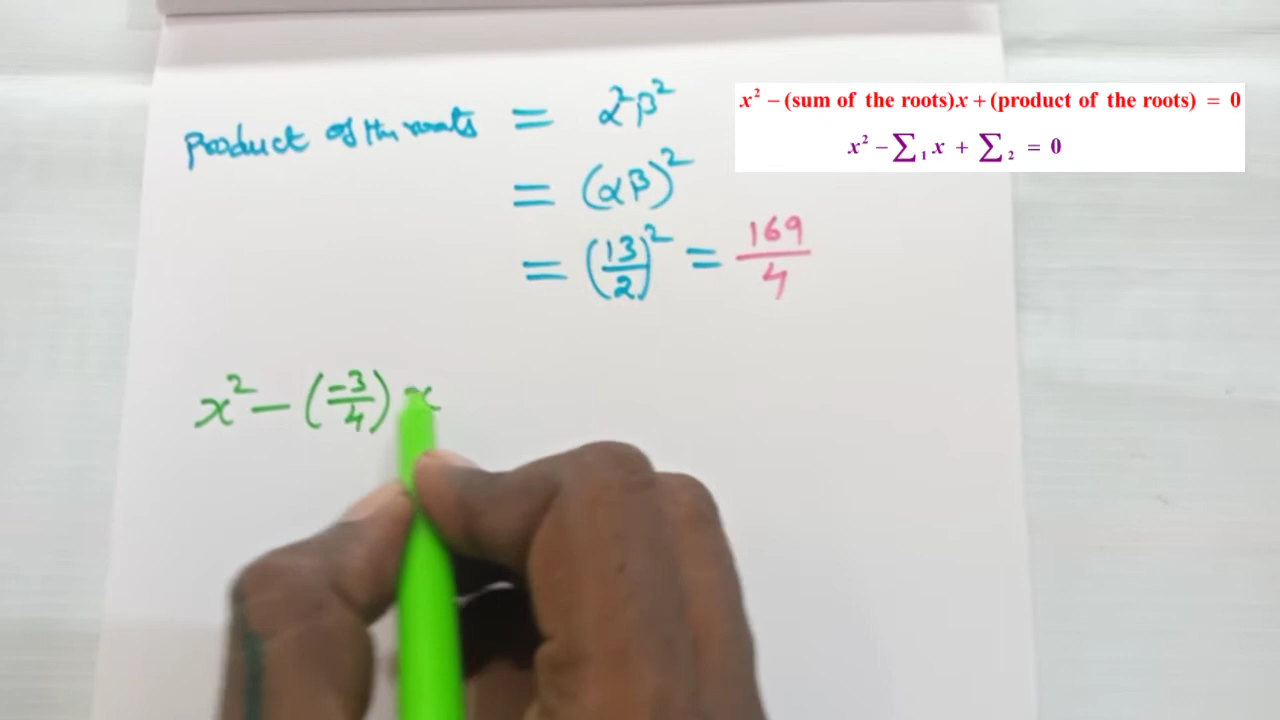 Product of the roots = α²β²
x² – (sum of the roots)x + (product of the roots) = 0
x² – ∑₁ x + ∑₂ = 0
= (αβ)²
= (13/2)² = 169/4
x² – (-3/4) x